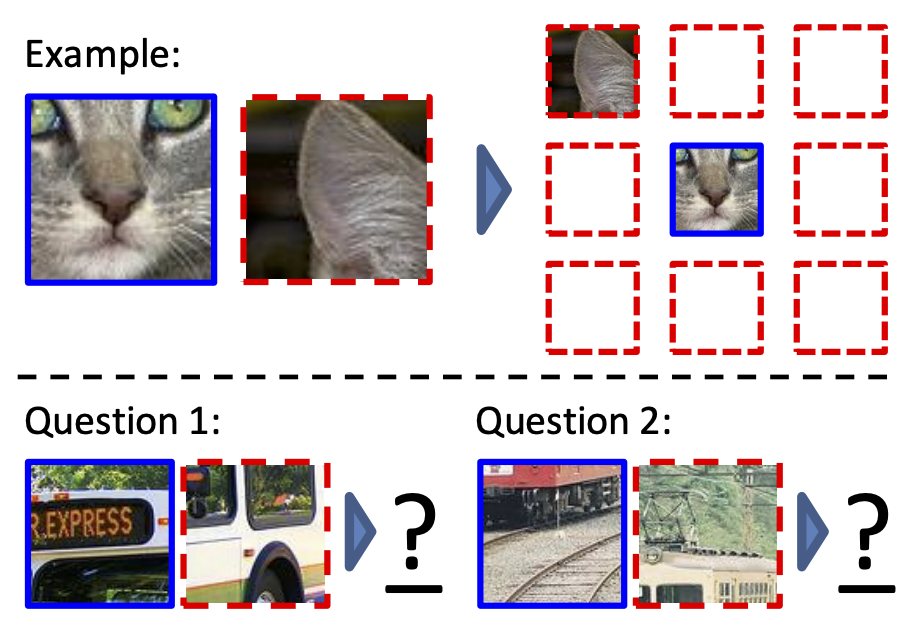 Example:
Question 1:
Question 2:
R.EXPRESS
?
?